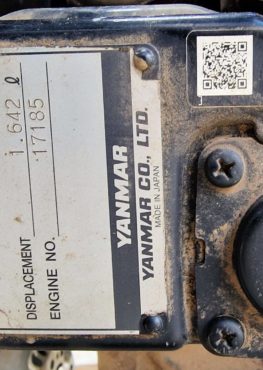 DISPLACEMENT 1.642 ℓ
ENGINE NO. 17185
YANMAR
YANMAR CO., LTD.
MADE IN JAPAN